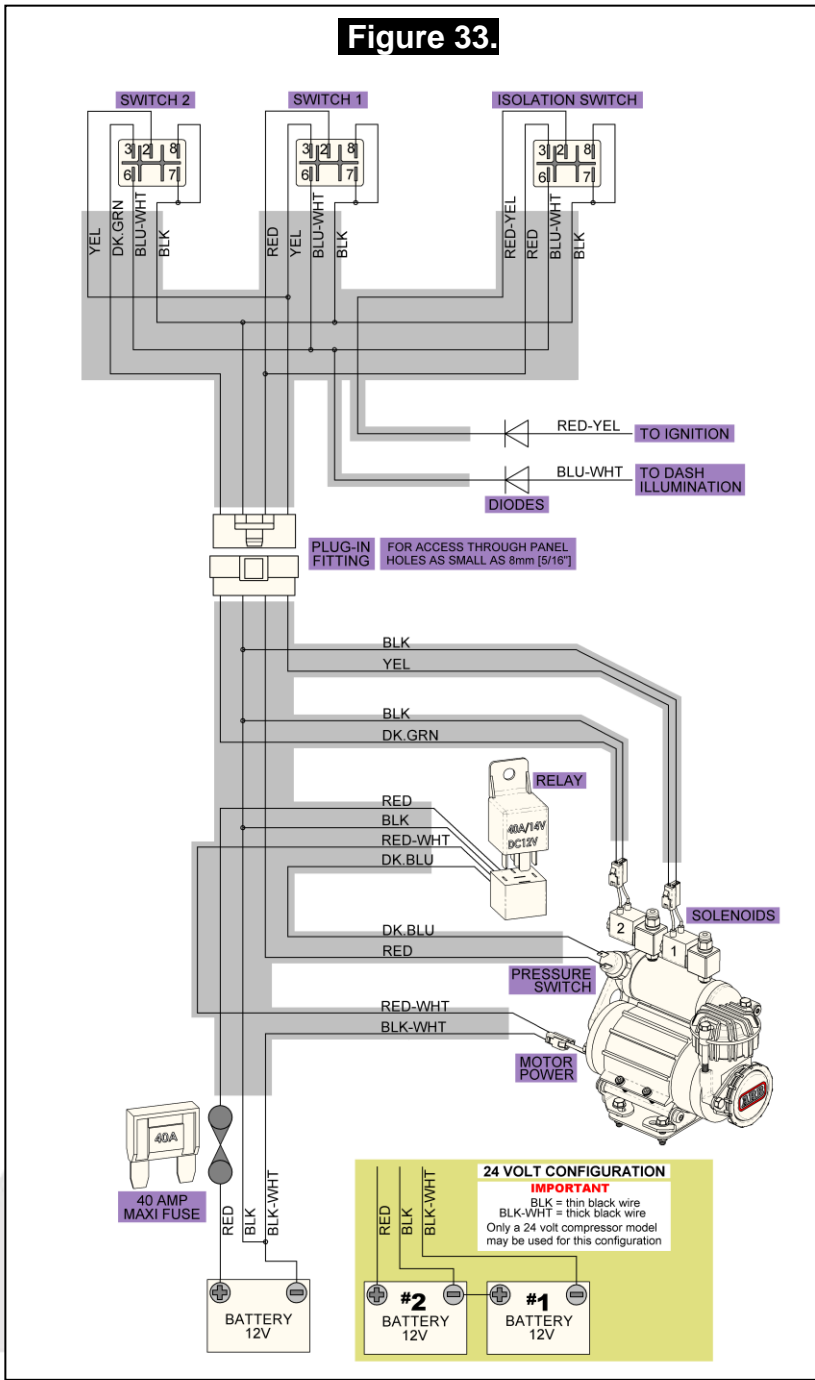 Figure 33.
SWITCH 2
SWITCH 1
ISOLATION SWITCH
3 2 8
6 7
3 2 8
6 7
3 2 8
6 7
YEL
DK.GRN
BLU-WHT
BLK
RED
YEL
BLU-WHT
BLK
RED-YEL
RED
BLU-WHT
BLK
RED-YEL
TO IGNITION
BLU-WHT
TO DASH
ILLUMINATION
DIODES
PLUG-IN
FITTING
FOR ACCESS THROUGH PANEL
HOLES AS SMALL AS 8mm [5/16"]
BLK
YEL
BLK
DK.GRN
RELAY
40A/14V
DC12V
RED
BLK
RED-WHT
DK.BLU
SOLENOIDS
2
1
DK.BLU
RED
PRESSURE
SWITCH
RED-WHT
BLK-WHT
MOTOR
POWER
ARB
40A
40 AMP
MAXI FUSE
RED
BLK
BLK-WHT
BATTERY
12V
24 VOLT CONFIGURATION
IMPORTANT
BLK = thin black wire
BLK-WHT = thick black wire
Only a 24 volt compressor model
may be used for this configuration
RED
BLK
BLK-WHT
#2
BATTERY
12V
#1
BATTERY
12V